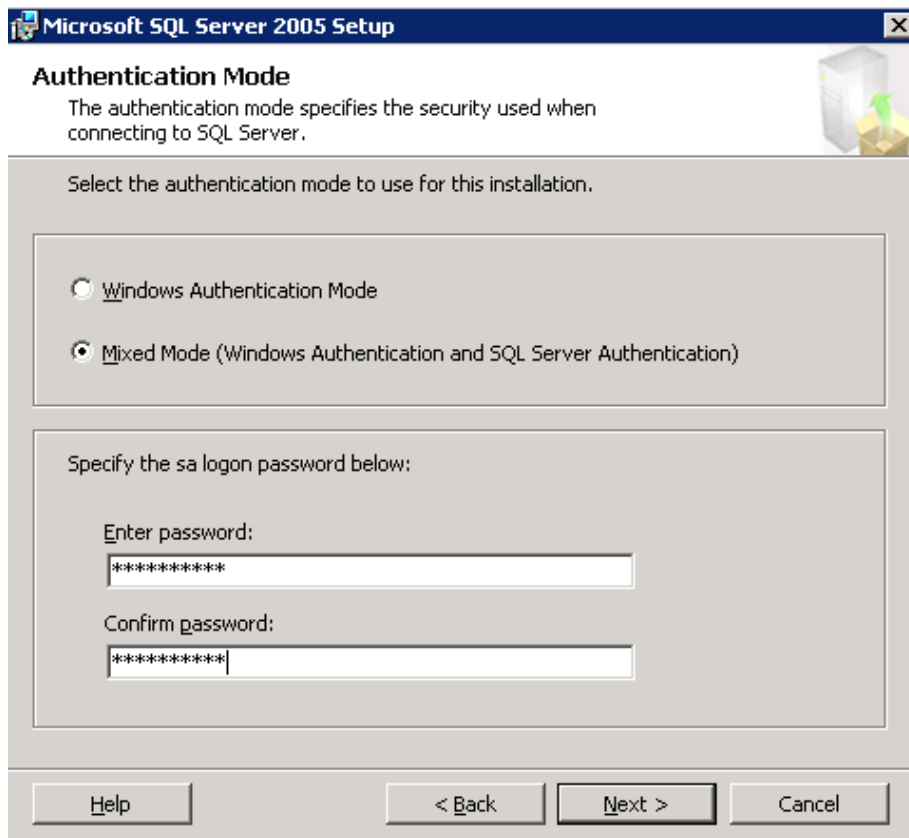 Microsoft SQL Server 2005 Setup
Authentication Mode
The authentication mode specifies the security used when
connecting to SQL Server.
Select the authentication mode to use for this installation.
Windows Authentication Mode
Mixed Mode (Windows Authentication and SQL Server Authentication)
Specify the sa logon password below:
Enter password:
**********
Confirm password:
**********
Help < Back Next > Cancel